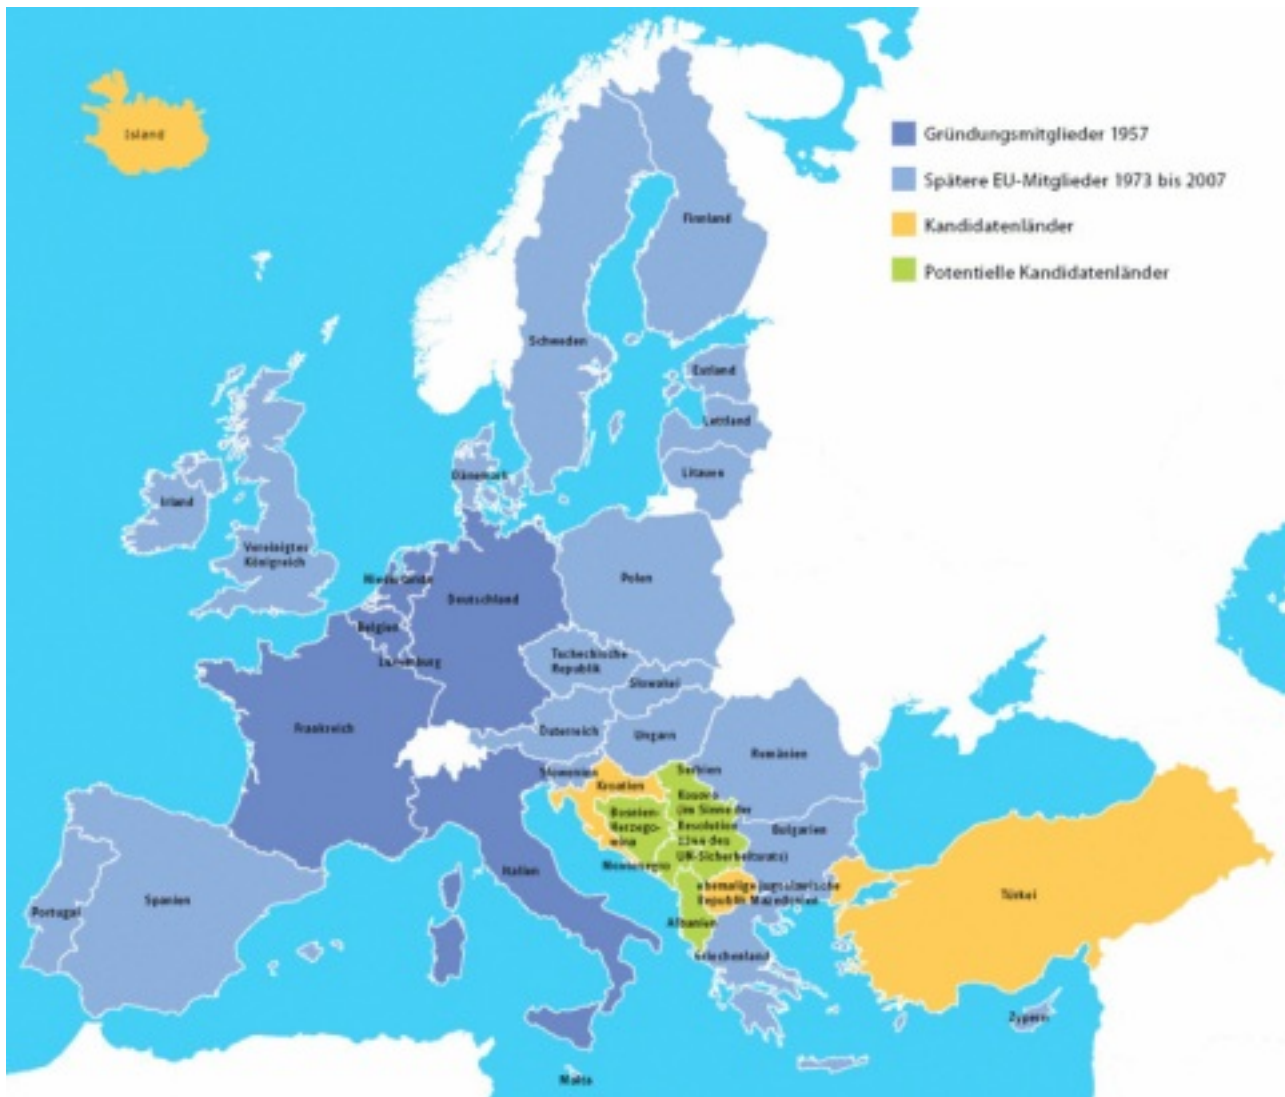 Island
Gründungsmitglieder 1957
Spätere EU-Mitglieder 1973 bis 2007
Kandidatenländer
Potentielle Kandidatenländer
Finnland
Schweden
Estland
Lettland
Litauen
Dänemark
Irland
Vereinigtes
Königreich
Niederlande
Deutschland
Polen
Belgien
Luxemburg
Tschechische
Republik
Slowakei
Frankreich
Österreich
Ungarn
Rumänien
Slowenien
Kroatien
Serbien
Kosovo
(im Sinne der
Resolution
1244 des
UN-Sicherheitsrats)
Bosnien-
Herzego-
wina
Bulgarien
Montenegro
Italien
ehemalige jugoslawische
Republik Mazedonien
Türkei
Spanien
Portugal
Albanien
Griechenland
Zypern
Malta